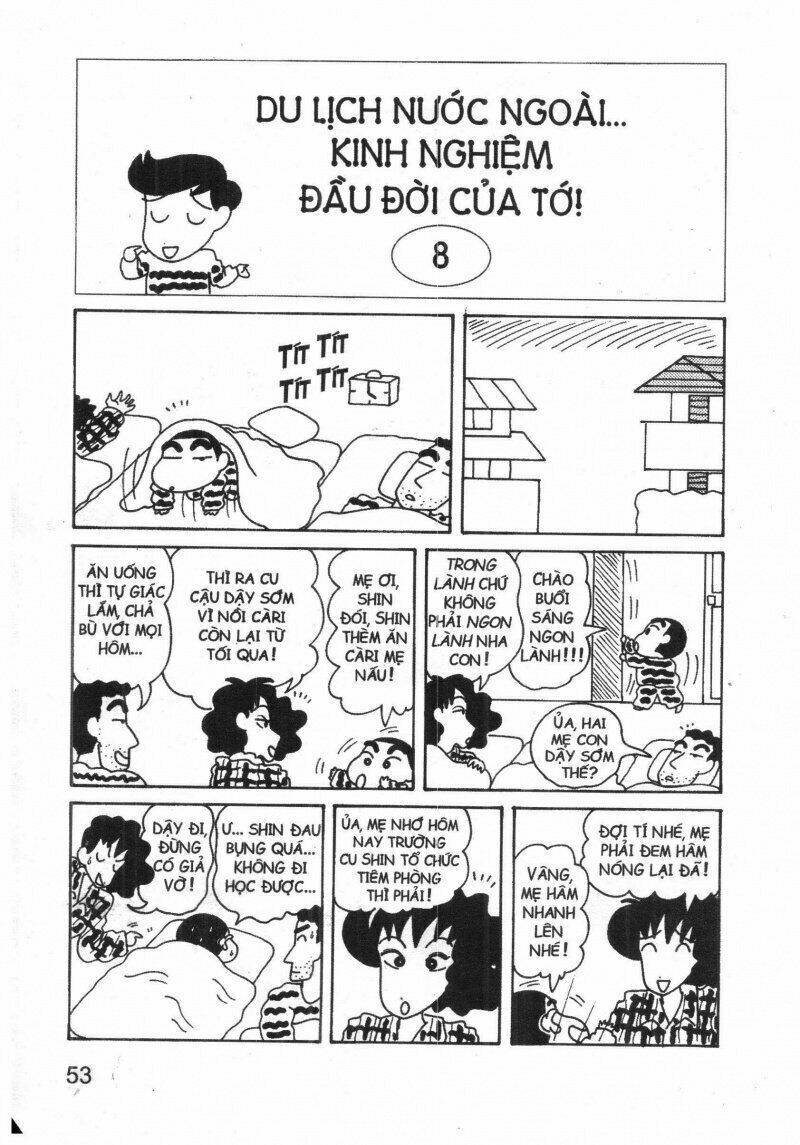 DU LỊCH NƯỚC NGOÀI...
KINH NGHIỆM
ĐẦU ĐỜI CỦA TỚ!
8
TÍT TÍT
TÍT TÍT
CHÀO
BUỔI
SÁNG
NGON
LÀNH!!!
TRONG
LÀNH CHỨ
KHÔNG
PHẢI NGON
LÀNH NHA
CON!
ỦA, HAI
MẸ CON
DẬY SỚM
THẾ?
MẸ ƠI,
SHIN
ĐÓI, SHIN
THÈM ĂN
CÀRI MẸ
NẤU!
THÌ RA CU
CẬU DẬY SỚM
VÌ NỒI CÀRI
CÒN LẠI TỪ
TỐI QUA!
ĂN UỐNG
THÌ TỰ GIÁC
LẮM, CHẢ
BÙ VỚI MỌI
HÔM...
ĐỢI TÍ NHÉ, MẸ
PHẢI ĐEM HÂM
NÓNG LẠI ĐÃ!
VÂNG,
MẸ HÂM
NHANH
LÊN
NHÉ!
ỦA, MẸ NHỚ HÔM
NAY TRƯỜNG
CU SHIN TỔ CHỨC
TIÊM PHÒNG
THÌ PHẢI!
Ư... SHIN ĐAU
BỤNG QUÁ...
KHÔNG ĐI
HỌC ĐƯỢC...
DẬY ĐI,
ĐỪNG
CÓ GIẢ
VỜ!
53